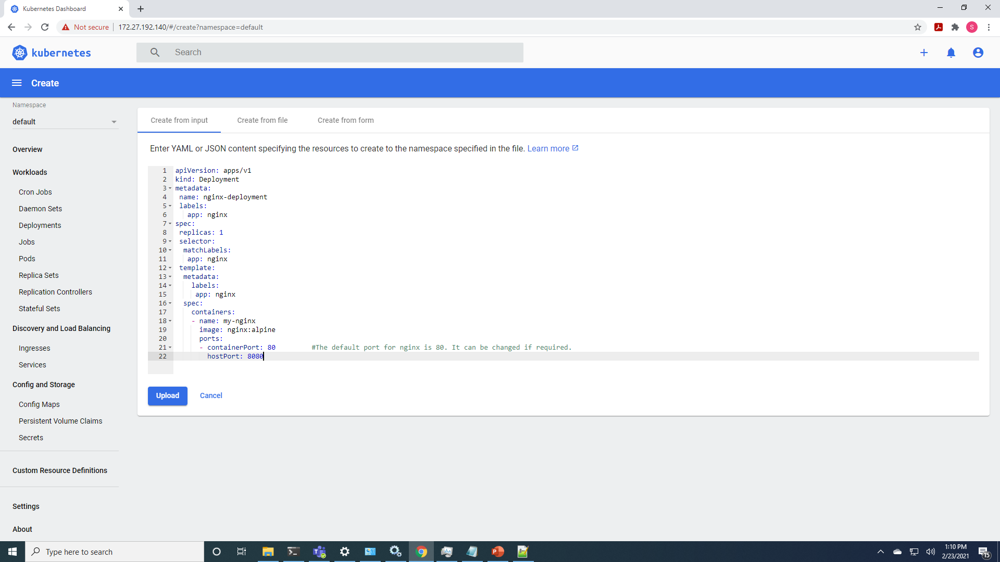 Kubernetes Dashboard
Not secure
172.27.192.140/#/create?namespace=default
S
kubernetes
Search
Create
Namespace
default
Overview
Workloads
Cron Jobs
Daemon Sets
Deployments
Jobs
Pods
Replica Sets
Replication Controllers
Stateful Sets
Discovery and Load Balancing
Ingresses
Services
Config and Storage
Config Maps
Persistent Volume Claims
Secrets
Custom Resource Definitions
Settings
About
Create from input
Create from file
Create from form
Enter YAML or JSON content specifying the resources to create to the namespace specified in the file. Learn more
1 apiVersion: apps/v1
2 kind: Deployment
3 metadata:
4  name: nginx-deployment
5  labels:
6    app: nginx
7 spec:
8  replicas: 1
9  selector:
10   matchLabels:
11    app: nginx
12  template:
13   metadata:
14     labels:
15      app: nginx
16   spec:
17     containers:
18     - name: my-nginx
19       image: nginx:alpine
20       ports:
21       - containerPort: 80         #The default port for nginx is 80. It can be changed if required.
22         hostPort: 8080
Upload
Cancel
Type here to search
1:10 PM
2/23/2021
15